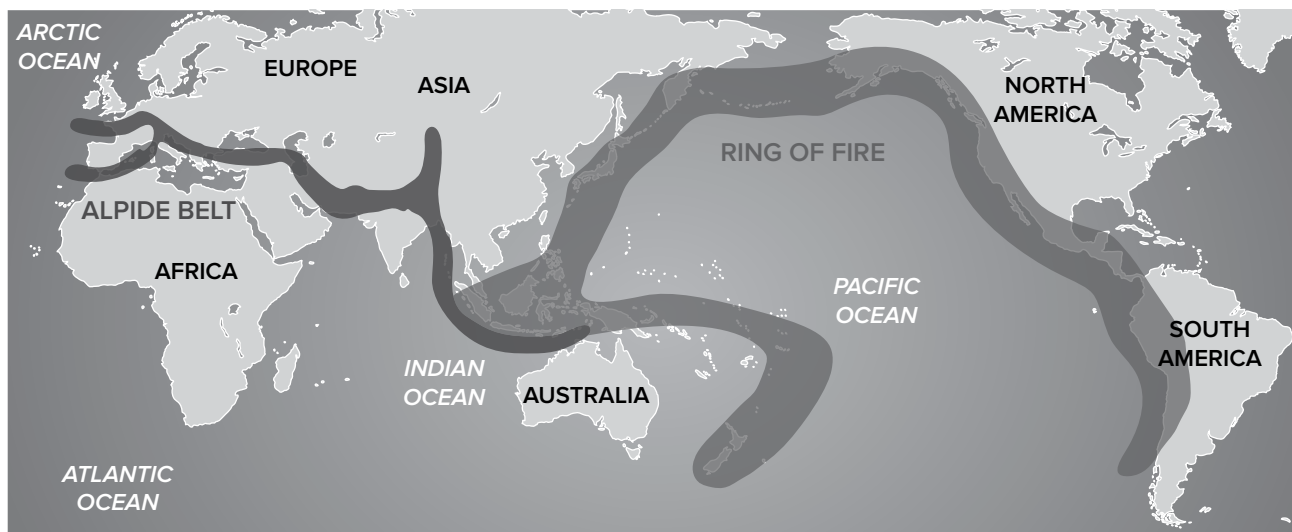 ARCTIC
OCEAN
EUROPE
ASIA
NORTH
AMERICA
RING OF FIRE
ALPIDE BELT
AFRICA
PACIFIC
OCEAN
SOUTH
AMERICA
INDIAN
OCEAN
AUSTRALIA
ATLANTIC
OCEAN